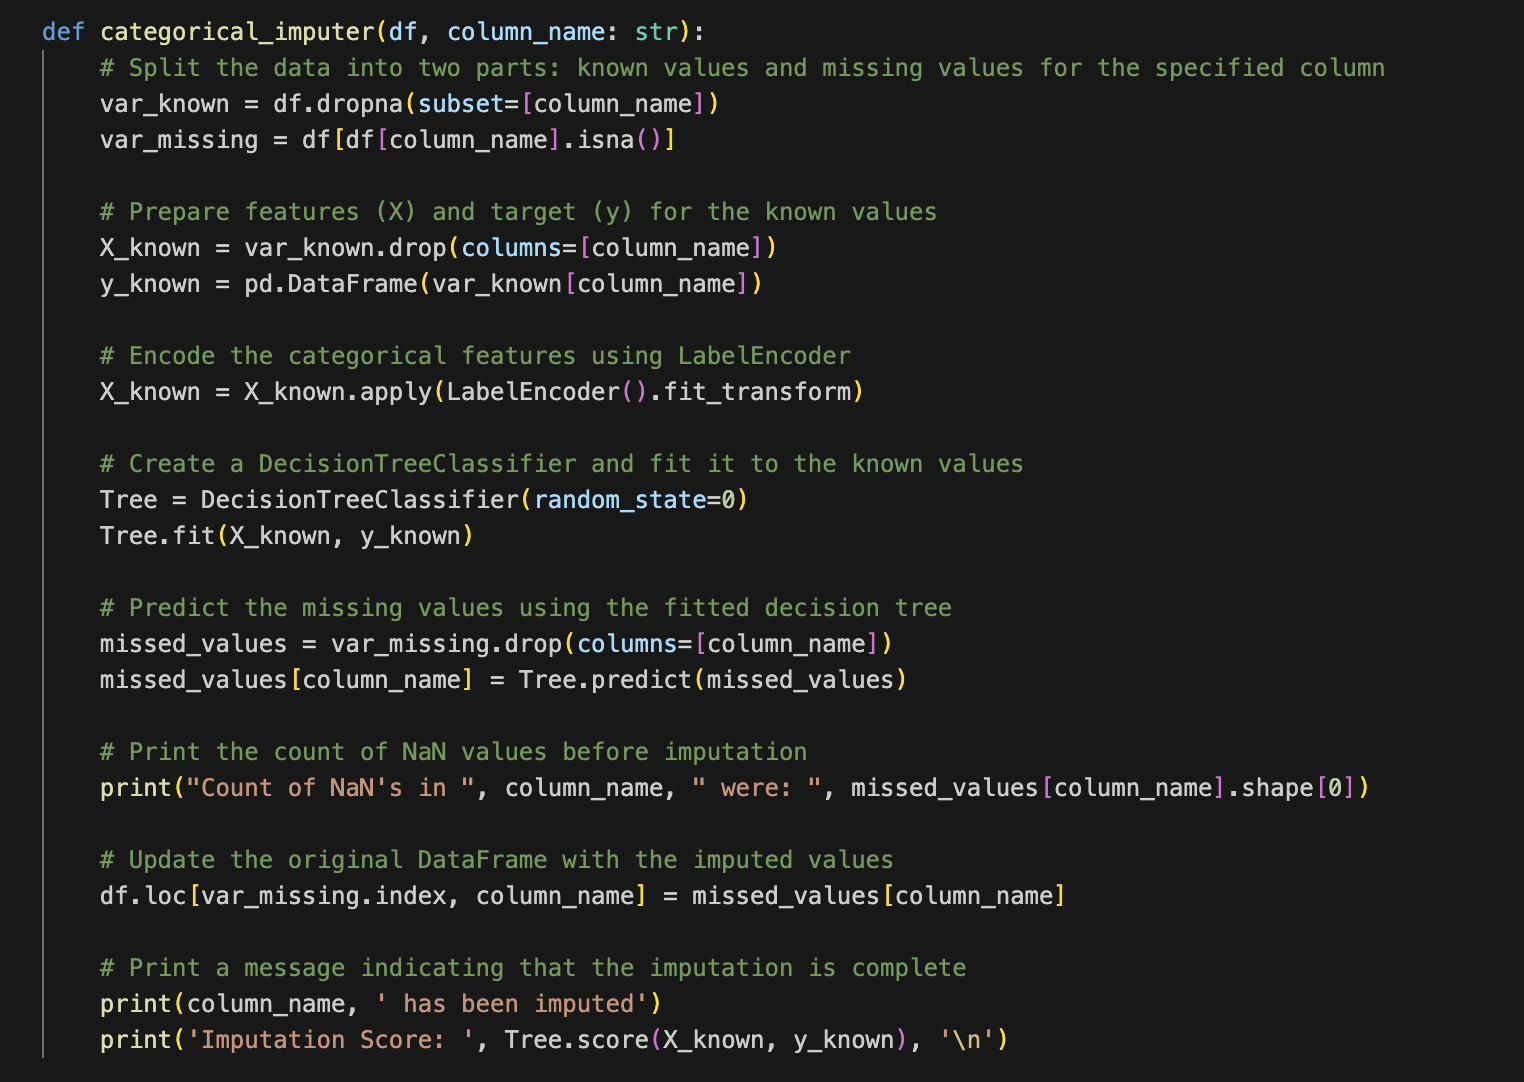 def categorical_imputer(df, column_name: str):
    # Split the data into two parts: known values and missing values for the specified column
    var_known = df.dropna(subset=[column_name])
    var_missing = df[df[column_name].isna()]

    # Prepare features (X) and target (y) for the known values
    X_known = var_known.drop(columns=[column_name])
    y_known = pd.DataFrame(var_known[column_name])

    # Encode the categorical features using LabelEncoder
    X_known = X_known.apply(LabelEncoder().fit_transform)

    # Create a DecisionTreeClassifier and fit it to the known values
    Tree = DecisionTreeClassifier(random_state=0)
    Tree.fit(X_known, y_known)

    # Predict the missing values using the fitted decision tree
    missed_values = var_missing.drop(columns=[column_name])
    missed_values[column_name] = Tree.predict(missed_values)

    # Print the count of NaN values before imputation
    print("Count of NaN's in ", column_name, " were: ", missed_values[column_name].shape[0])

    # Update the original DataFrame with the imputed values
    df.loc[var_missing.index, column_name] = missed_values[column_name]

    # Print a message indicating that the imputation is complete
    print(column_name, ' has been imputed')
    print('Imputation Score: ', Tree.score(X_known, y_known), '\n')